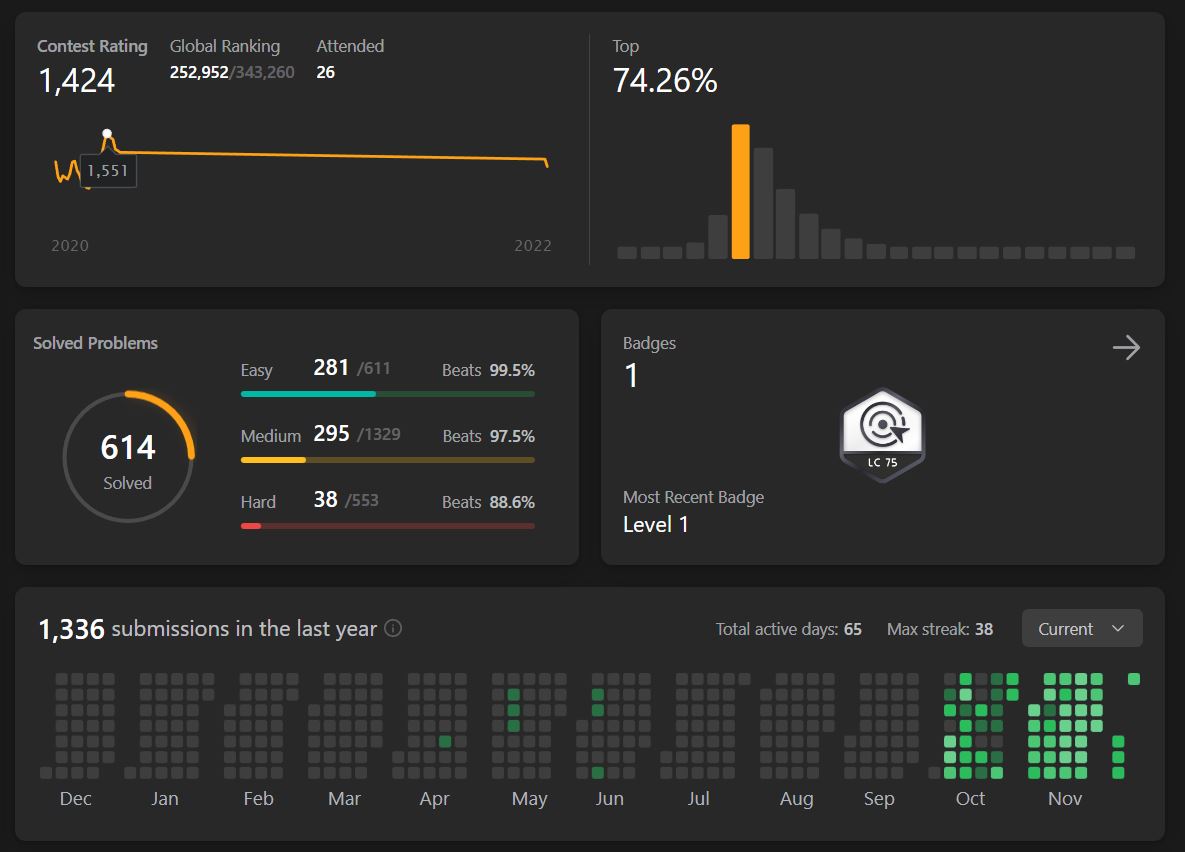 Contest Rating Global Ranking Attended
1,424 252,952/343,260 26
1,551
2020 2022
Top
74.26%
Solved Problems
614
Solved
Easy 281 /611 Beats 99.5%
Medium 295 /1329 Beats 97.5%
Hard 38 /553 Beats 88.6%
Badges
1
LC 75
Most Recent Badge
Level 1
1,336 submissions in the last year Total active days: 65 Max streak: 38 Current
Dec Jan Feb Mar Apr May Jun Jul Aug Sep Oct Nov